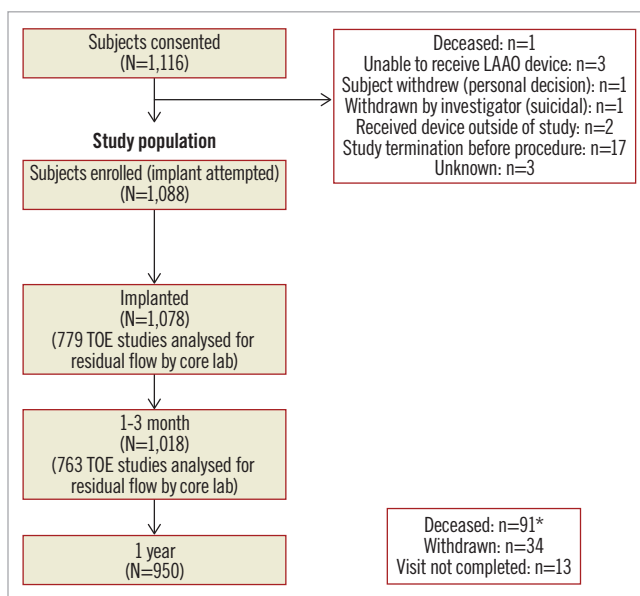 Subjects consented
(N=1,116)
Deceased: n=1
Unable to receive LAAO device: n=3
Subject withdrew (personal decision): n=1
Withdrawn by investigator (suicidal): n=1
Received device outside of study: n=2
Study termination before procedure: n=17
Unknown: n=3
Study population
Subjects enrolled (implant attempted)
(N=1,088)
Implanted
(N=1,078)
(779 TOE studies analysed for
residual flow by core lab)
1-3 month
(N=1,018)
(763 TOE studies analysed for
residual flow by core lab)
1 year
(N=950)
Deceased: n=91*
Withdrawn: n=34
Visit not completed: n=13